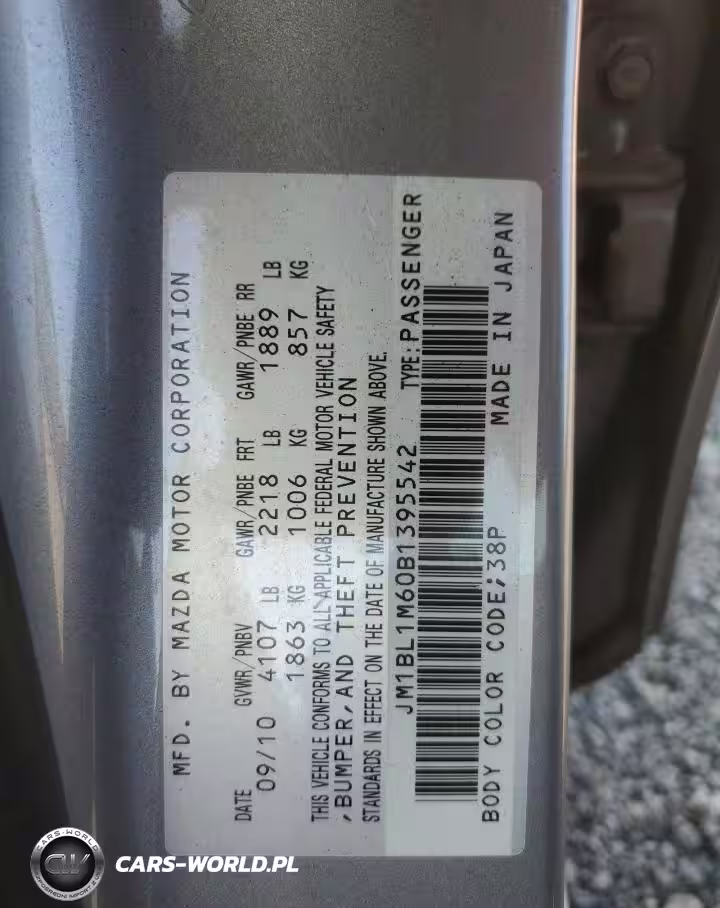 MFD. BY MAZDA MOTOR CORPORATION
DATE GVWR/PNBV GAWR/PNBE FRT GAWR/PNBE RR
09/10 4107 LB 2218 LB 1889 LB
1863 KG 1006 KG 857 KG
THIS VEHICLE CONFORMS TO ALL APPLICABLE FEDERAL MOTOR VEHICLE SAFETY
,BUMPER,AND THEFT PREVENTION
STANDARDS IN EFFECT ON THE DATE OF MANUFACTURE SHOWN ABOVE.
JM1BL1M60B1395542 TYPE:PASSENGER
BODY COLOR CODE;38P MADE IN JAPAN
CARS-WORLD
CW
CARS-WORLD.PL